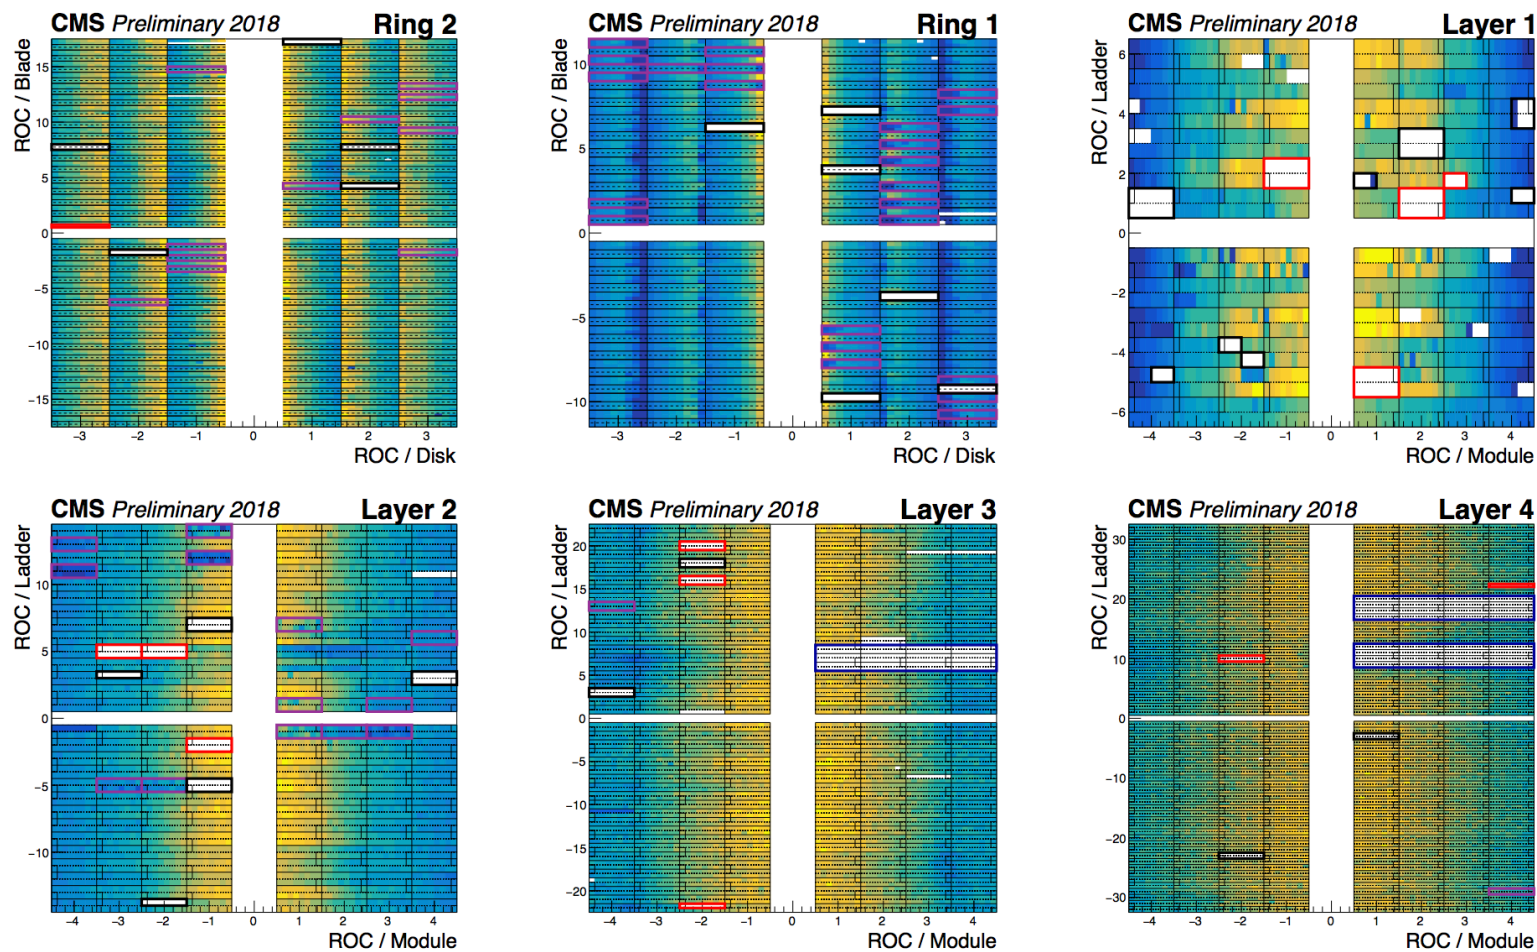 CMS Preliminary 2018 Ring 2
ROC / Blade
15
10
5
0
−5
−10
−15
−3 −2 −1 0 1 2 3
ROC / Disk
CMS Preliminary 2018 Ring 1
ROC / Blade
10
5
0
−5
−10
−3 −2 −1 0 1 2 3
ROC / Disk
CMS Preliminary 2018 Layer 1
ROC / Ladder
6
4
2
0
−2
−4
−6
−4 −3 −2 −1 0 1 2 3 4
ROC / Module
CMS Preliminary 2018 Layer 2
ROC / Ladder
10
5
0
−5
−10
−4 −3 −2 −1 0 1 2 3 4
ROC / Module
CMS Preliminary 2018 Layer 3
ROC / Ladder
20
15
10
5
0
−5
−10
−15
−20
−4 −3 −2 −1 0 1 2 3 4
ROC / Module
CMS Preliminary 2018 Layer 4
ROC / Ladder
30
20
10
0
−10
−20
−30
−4 −3 −2 −1 0 1 2 3 4
ROC / Module